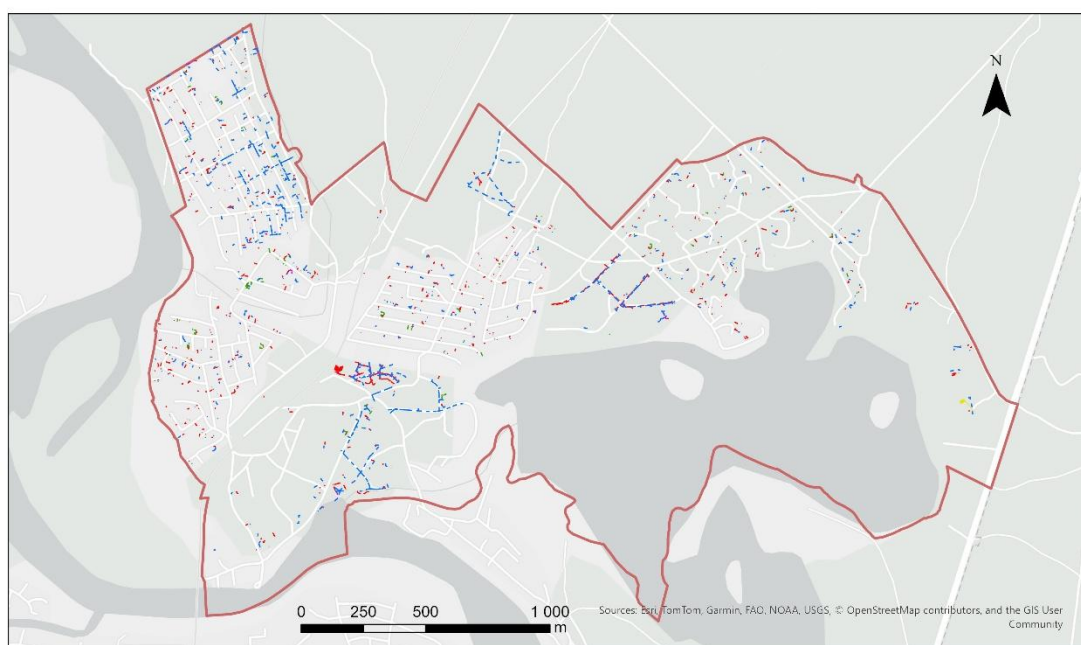 N
0 250 500 1 000
m
Sources: Esri, TomTom, Garmin, FAO, NOAA, USGS, © OpenStreetMap contributors, and the GIS User
Community